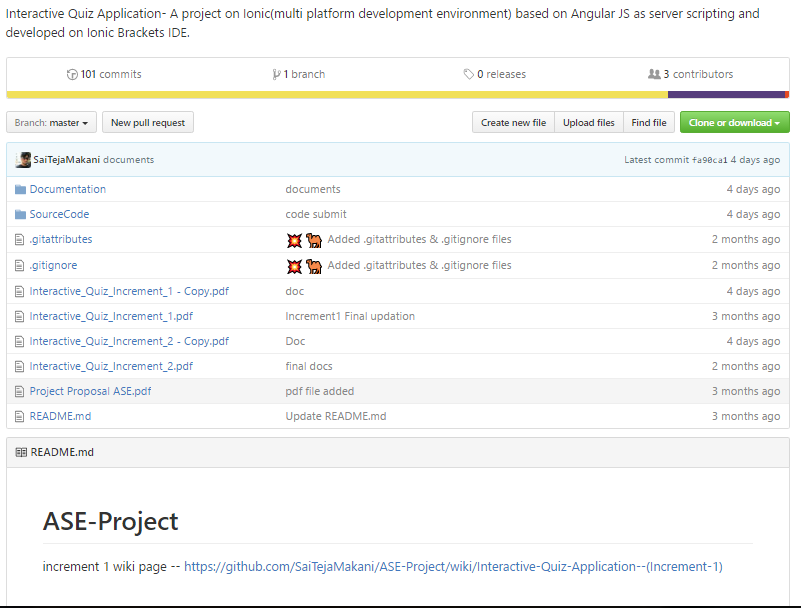 Interactive Quiz Application- A project on Ionic(multi platform development environment) based on Angular JS as server scripting and
developed on Ionic Brackets IDE.
101 commits 1 branch 0 releases 3 contributors
Branch: master New pull request Create new file Upload files Find file Clone or download
SaiTejaMakani documents Latest commit fa90ca1 4 days ago
Documentation documents 4 days ago
SourceCode code submit 4 days ago
.gitattributes Added .gitattributes & .gitignore files 2 months ago
.gitignore Added .gitattributes & .gitignore files 2 months ago
Interactive_Quiz_Increment_1 - Copy.pdf doc 4 days ago
Interactive_Quiz_Increment_1.pdf Increment1 Final updation 3 months ago
Interactive_Quiz_Increment_2 - Copy.pdf Doc 4 days ago
Interactive_Quiz_Increment_2.pdf final docs 2 months ago
Project Proposal ASE.pdf pdf file added 3 months ago
README.md Update README.md 3 months ago
README.md
ASE-Project
increment 1 wiki page -- https://github.com/SaiTejaMakani/ASE-Project/wiki/Interactive-Quiz-Application--(Increment-1)